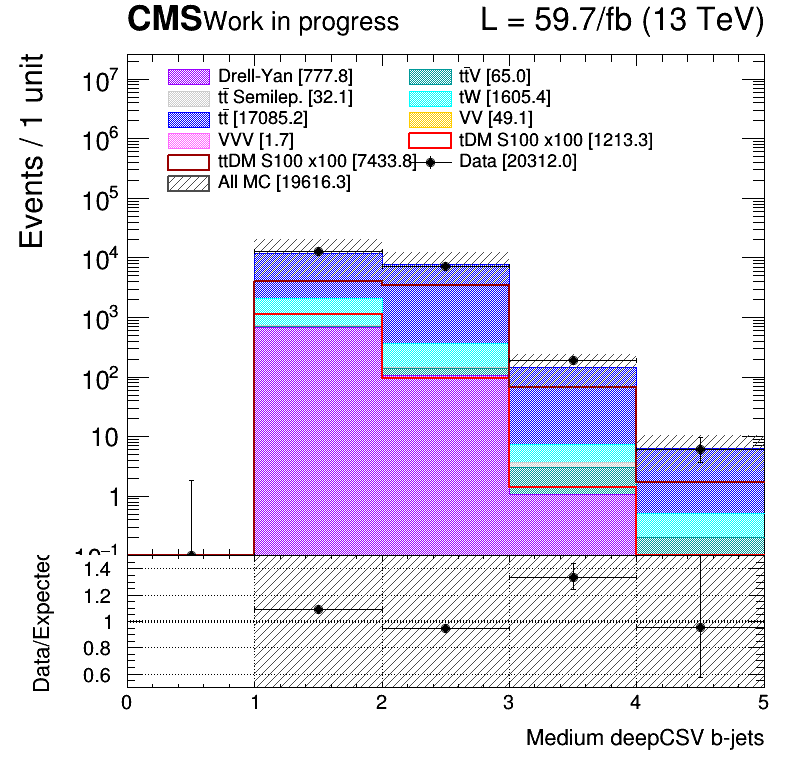 CMS Work in progress L = 59.7/fb (13 TeV)
Events / 1 unit
Drell-Yan [777.8] tt̄V [65.0]
tt̄ Semilep. [32.1] tW [1605.4]
tt̄ [17085.2] VV [49.1]
VVV [1.7] tDM S100 x100 [1213.3]
ttDM S100 x100 [7433.8] Data [20312.0]
All MC [19616.3]
10⁷
10⁶
10⁵
10⁴
10³
10²
10
1
10⁻¹
Data/Expected
1.4
1.2
1
0.8
0.6
0 1 2 3 4 5
Medium deepCSV b-jets